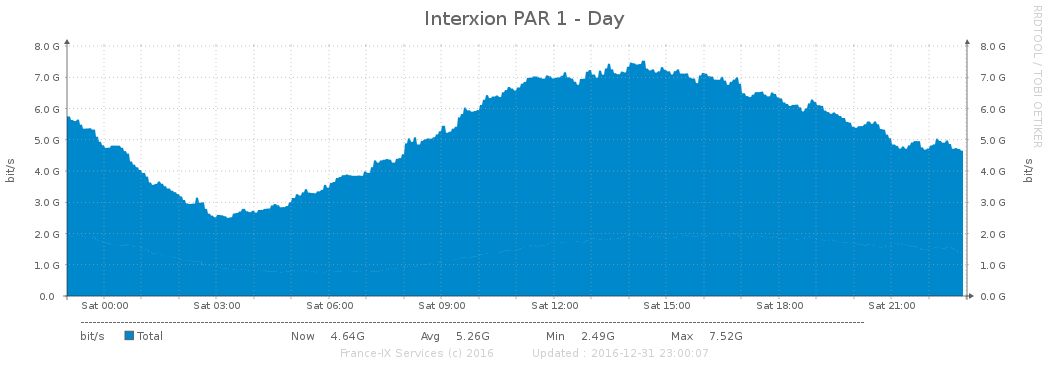 Interxion PAR 1 - Day
RRDTOOL / TOBI OETIKER
8.0 G 8.0 G
7.0 G 7.0 G
6.0 G 6.0 G
5.0 G 5.0 G
4.0 G 4.0 G
3.0 G 3.0 G
2.0 G 2.0 G
1.0 G 1.0 G
0.0 0.0 G
bit/s
bit/s
Sat 00:00 Sat 03:00 Sat 06:00 Sat 09:00 Sat 12:00 Sat 15:00 Sat 18:00 Sat 21:00
bit/s Total Now 4.64G Avg 5.26G Min 2.49G Max 7.52G
France-IX Services (c) 2016 Updated : 2016-12-31 23:00:07